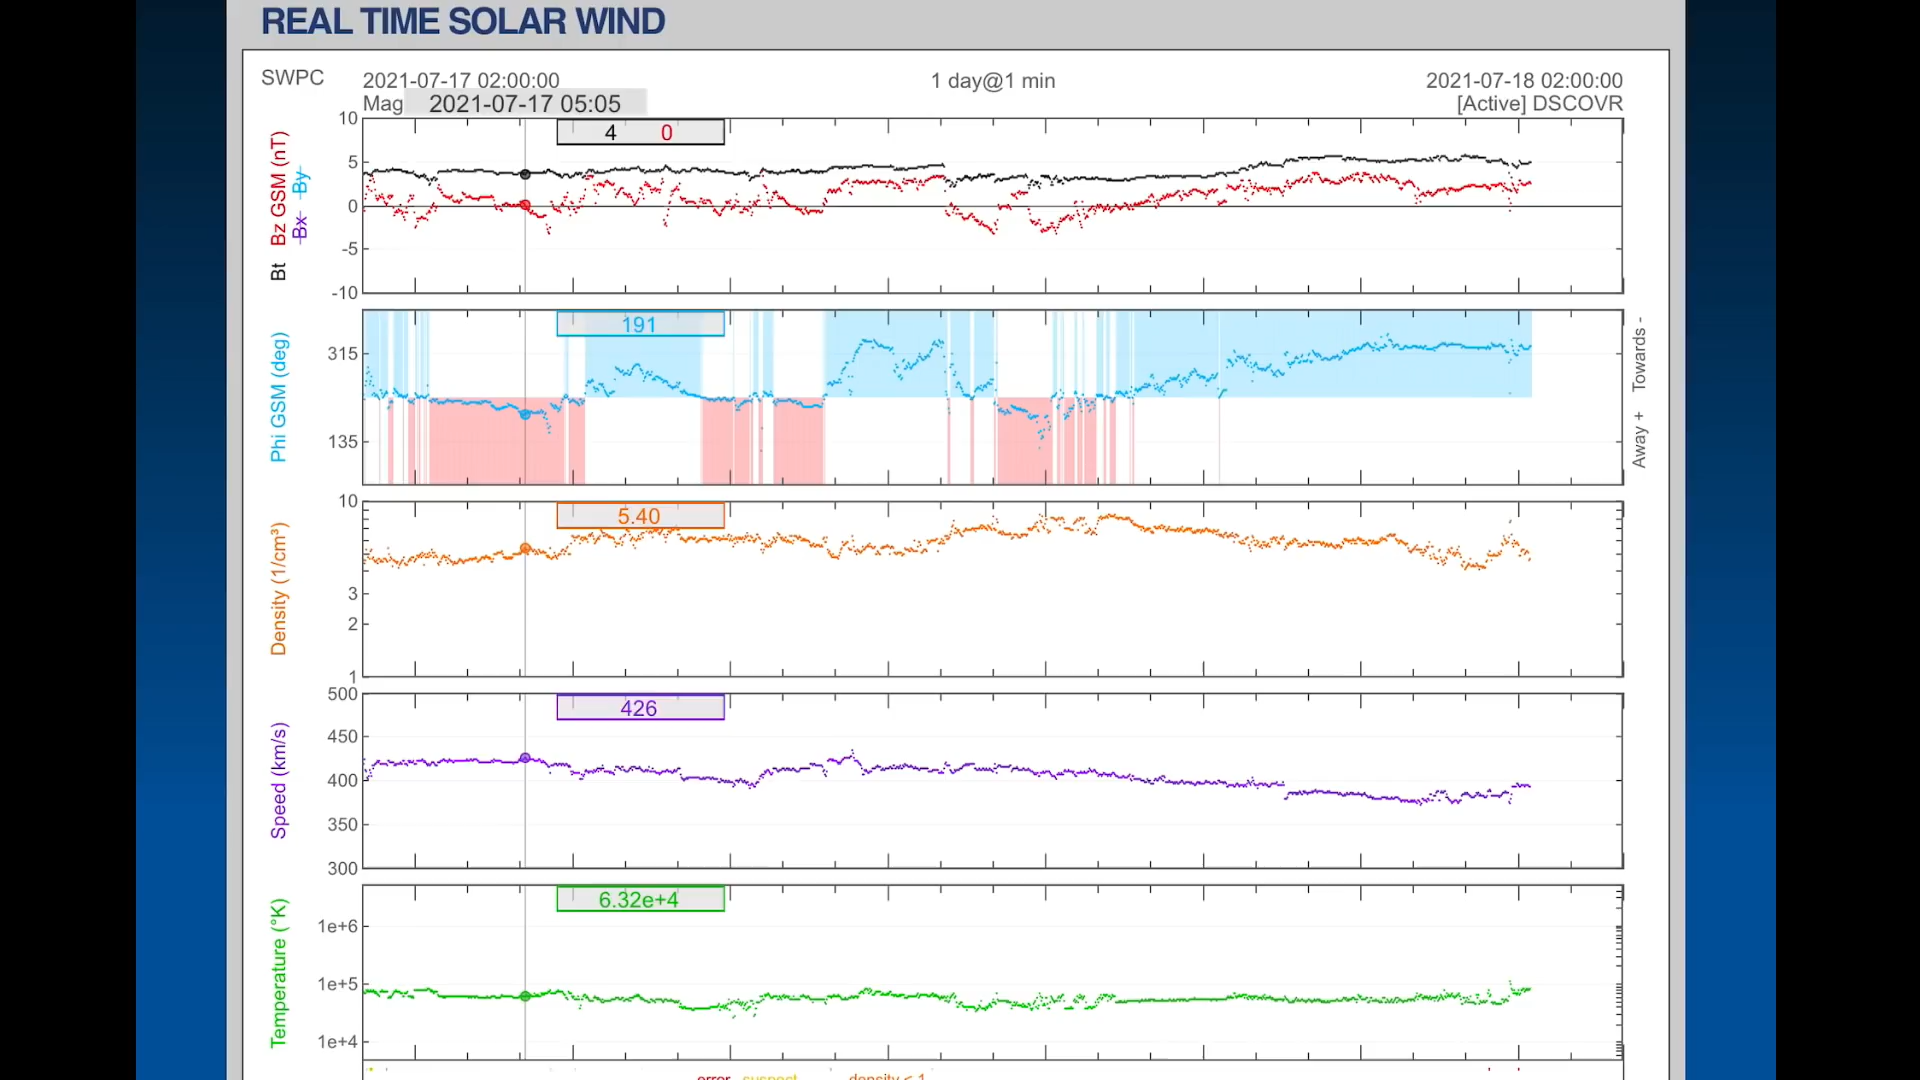 REAL TIME SOLAR WIND
SWPC
2021-07-17 02:00:00
1 day@1 min
2021-07-18 02:00:00
Mag
2021-07-17 05:05
[Active] DSCOVR
10
5
0
-5
-10
4 0
Bt Bz GSM (nT)
Bx By
315
135
191
Phi GSM (deg)
Away + Towards -
10
3
2
1
5.40
Density (1/cm³)
500
450
400
350
300
426
Speed (km/s)
1e+6
1e+5
1e+4
6.32e+4
Temperature (°K)
error suspect density < 1